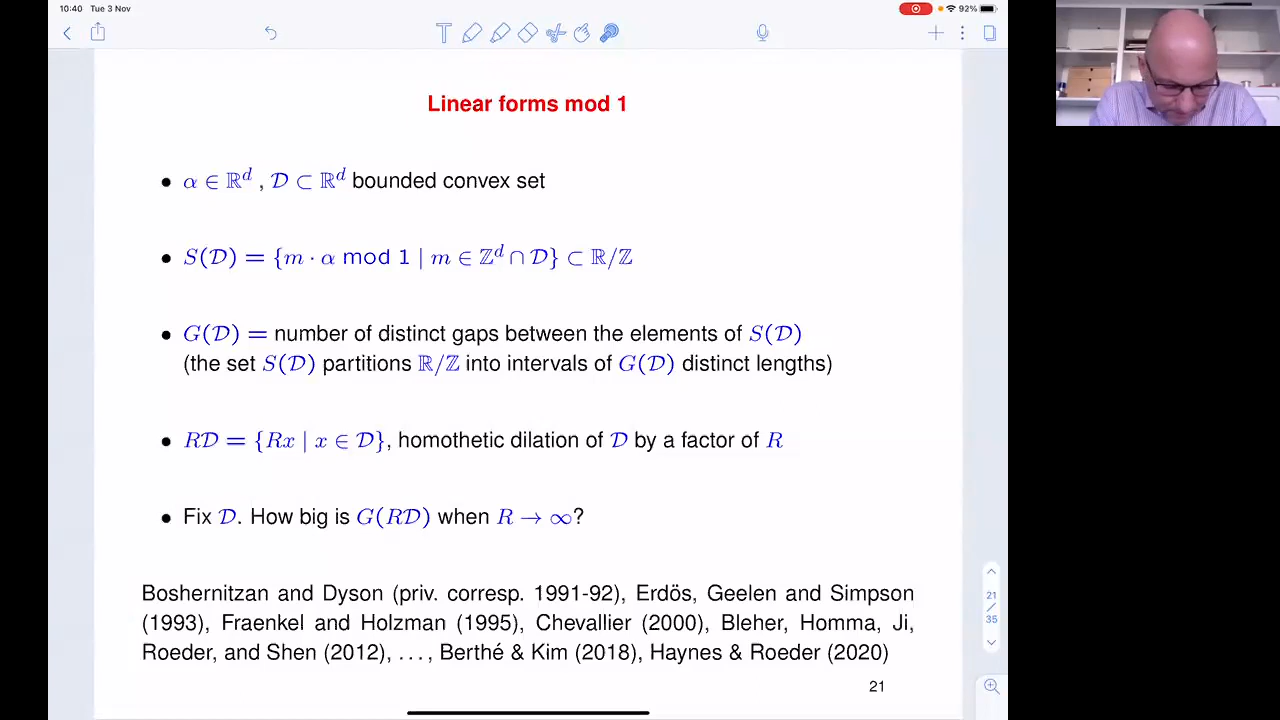 10:40 Tue 3 Nov
92%
Linear forms mod 1
• α ∈ ℝ^d , 𝒟 ⊂ ℝ^d bounded convex set
• S(𝒟) = {m · α mod 1 | m ∈ ℤ^d ∩ 𝒟} ⊂ ℝ/ℤ
• G(𝒟) = number of distinct gaps between the elements of S(𝒟)
(the set S(𝒟) partitions ℝ/ℤ into intervals of G(𝒟) distinct lengths)
• R𝒟 = {Rx | x ∈ 𝒟}, homothetic dilation of 𝒟 by a factor of R
• Fix 𝒟. How big is G(R𝒟) when R → ∞?
Boshernitzan and Dyson (priv. corresp. 1991-92), Erdös, Geelen and Simpson
(1993), Fraenkel and Holzman (1995), Chevallier (2000), Bleher, Homma, Ji,
Roeder, and Shen (2012), . . . , Berthé & Kim (2018), Haynes & Roeder (2020)
21
21
/
35